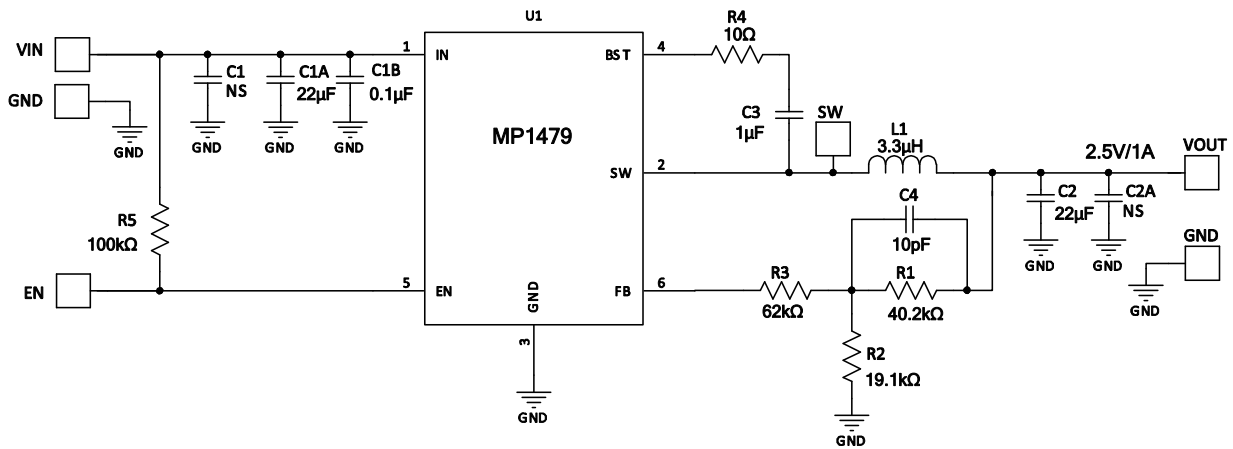 U1
VIN
GND
GND
C1
NS
GND
C1A
22μF
GND
C1B
0.1μF
GND
1
IN
MP1479
BST
4
R4
10Ω
C3
1μF
SW
SW
2
L1
3.3μH
2.5V/1A
VOUT
C2
22μF
GND
C2A
NS
GND
GND
GND
R5
100kΩ
EN
5
EN
GND
3
GND
FB
6
R3
62kΩ
C4
10pF
R1
40.2kΩ
R2
19.1kΩ
GND